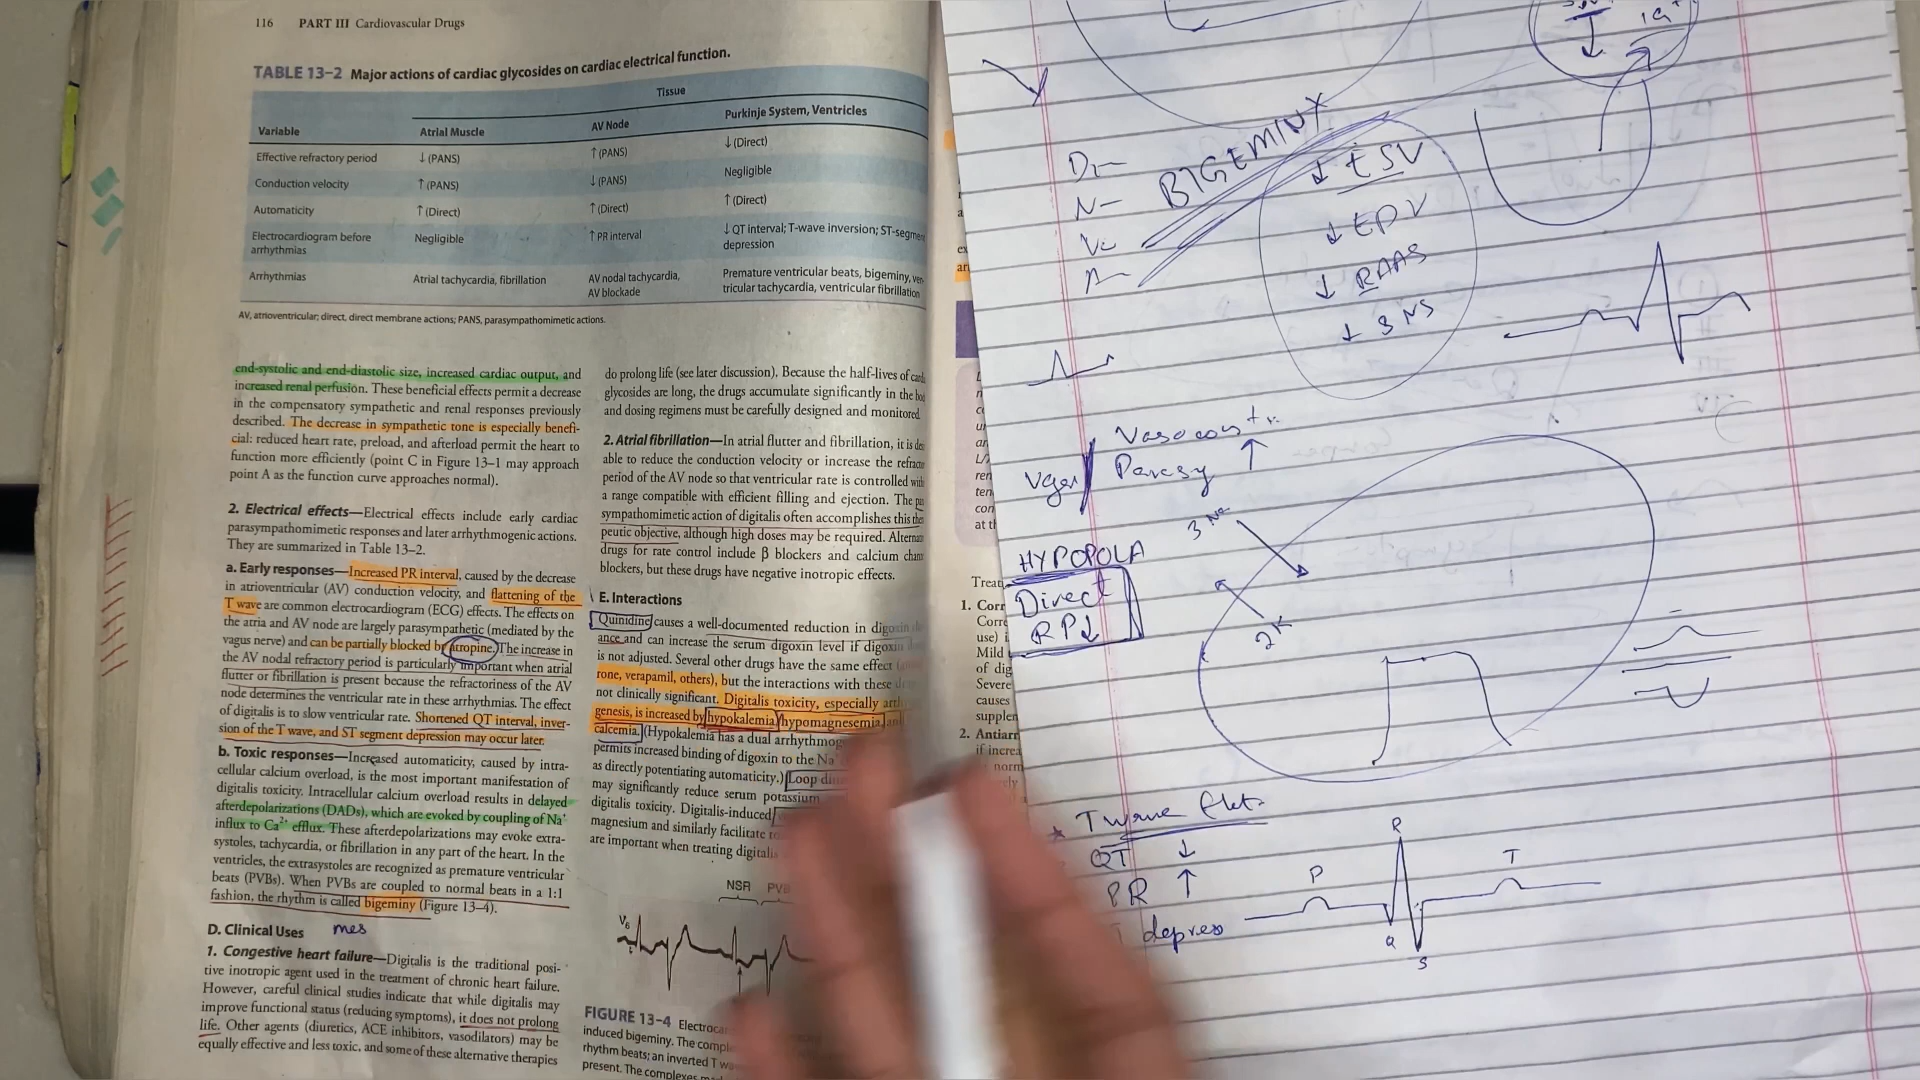 116 PART III Cardiovascular Drugs
TABLE 13–2 Major actions of cardiac glycosides on cardiac electrical function.
Tissue
Variable Atrial Muscle AV Node Purkinje System, Ventricles
Effective refractory period ↓ (PANS) ↑ (PANS) ↓ (Direct)
Conduction velocity ↑ (PANS) ↓ (PANS) Negligible
Automaticity ↑ (Direct) ↑ (Direct) ↑ (Direct)
Electrocardiogram before Negligible ↑ PR interval ↓ QT interval; T-wave inversion; ST-segment
arrhythmias depression
Arrhythmias Atrial tachycardia, fibrillation AV nodal tachycardia, Premature ventricular beats, bigeminy, ven-
AV blockade tricular tachycardia, ventricular fibrillation
AV, atrioventricular; direct, direct membrane actions; PANS, parasympathomimetic actions.
end-systolic and end-diastolic size, increased cardiac output, and
increased renal perfusion. These beneficial effects permit a decrease
in the compensatory sympathetic and renal responses previously
described. The decrease in sympathetic tone is especially benefi-
cial: reduced heart rate, preload, and afterload permit the heart to
function more efficiently (point C in Figure 13–1 may approach
point A as the function curve approaches normal).
2. Electrical effects—Electrical effects include early cardiac
parasympathomimetic responses and later arrhythmogenic actions.
They are summarized in Table 13–2.
a. Early responses—Increased PR interval, caused by the decrease
in atrioventricular (AV) conduction velocity, and flattening of the
T wave are common electrocardiogram (ECG) effects. The effects on
the atria and AV node are largely parasympathetic (mediated by the
vagus nerve) and can be partially blocked by atropine. The increase in
the AV nodal refractory period is particularly important when atrial
flutter or fibrillation is present because the refractoriness of the AV
node determines the ventricular rate in these arrhythmias. The effect
of digitalis is to slow ventricular rate. Shortened QT interval, inver-
sion of the T wave, and ST segment depression may occur later.
b. Toxic responses—Increased automaticity, caused by intra-
cellular calcium overload, is the most important manifestation of
digitalis toxicity. Intracellular calcium overload results in delayed
afterdepolarizations (DADs), which are evoked by coupling of Na⁺
influx to Ca²⁺ efflux. These afterdepolarizations may evoke extra-
systoles, tachycardia, or fibrillation in any part of the heart. In the
ventricles, the extrasystoles are recognized as premature ventricular
beats (PVBs). When PVBs are coupled to normal beats in a 1:1
fashion, the rhythm is called bigeminy (Figure 13–4).
D. Clinical Uses mes
1. Congestive heart failure—Digitalis is the traditional posi-
tive inotropic agent used in the treatment of chronic heart failure.
However, careful clinical studies indicate that while digitalis may
improve functional status (reducing symptoms), it does not prolong
life. Other agents (diuretics, ACE inhibitors, vasodilators) may be
equally effective and less toxic, and some of these alternative therapies
do prolong life (see later discussion). Because the half-lives of
glycosides are long, the drugs accumulate significantly in the
and dosing regimens must be carefully designed and monitored
2. Atrial fibrillation—In atrial flutter and fibrillation, it is
able to reduce the conduction velocity or increase the
period of the AV node so that ventricular rate is controlled
a range compatible with efficient filling and ejection. The
sympathomimetic action of digitalis often accomplishes this
peutic objective, although high doses may be required.
drugs for rate control include β blockers and calcium
blockers, but these drugs have negative inotropic effects.
E. Interactions
Quinidine causes a well-documented reduction in digoxin
ance and can increase the serum digoxin level if digoxin
is not adjusted. Several other drugs have the same effect
rone, verapamil, others), but the interactions with these
not clinically significant. Digitalis toxicity, especially
genesis, is increased by hypokalemia, hypomagnesemia,
calcemia. (Hypokalemia has a dual
permits increased binding of digoxin to the Na
as directly potentiating automaticity.) Loop
may significantly reduce serum potassium
digitalis toxicity. Digitalis-induced
magnesium and similarly facilitate
are important when treating
NSR
V6
FIGURE 13–4
induced bigeminy. The
rhythm beats; an inverted T
present. The complexes
1. Corr
use)
Mild
of dig
Severe
causes
supplen
2. Antiarr
if increa
norm
BIGEMINY
↓ ESV
↓ EDV
↓ RAAS
↓ SNS
Parasy ↑
3 Na
2K
HYPOPOLA
Direct
RP↓
T wave
QT ↓
PR ↑
depres
P
R
Q
S
T